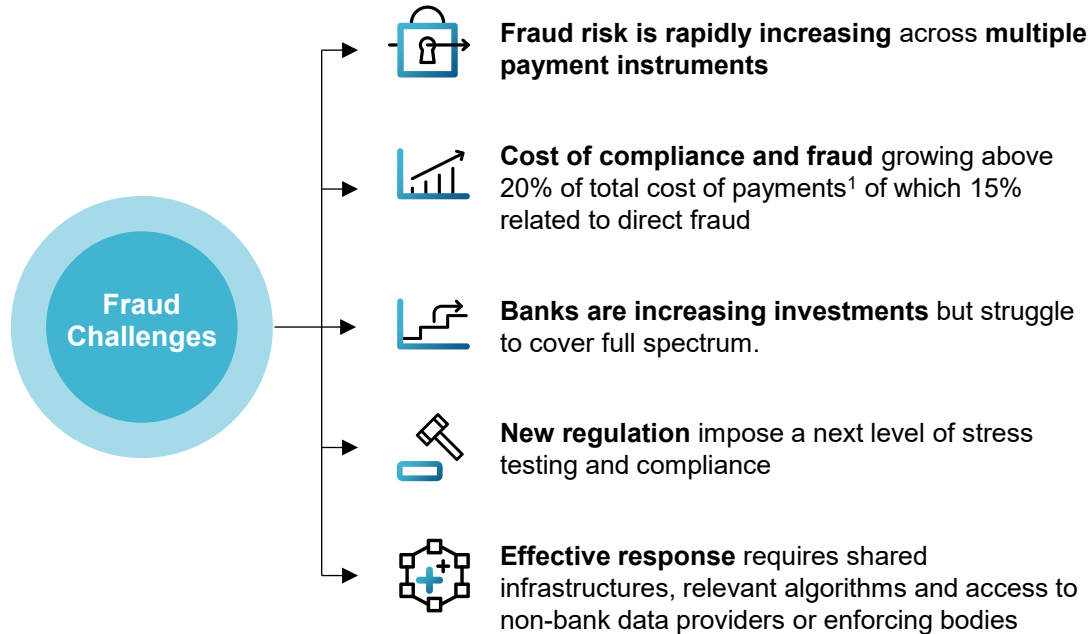 Fraud risk is rapidly increasing across multiple
payment instruments
Cost of compliance and fraud growing above
20% of total cost of payments¹ of which 15%
related to direct fraud
Fraud
Challenges
Banks are increasing investments but struggle
to cover full spectrum.
New regulation impose a next level of stress
testing and compliance
Effective response requires shared
infrastructures, relevant algorithms and access to
non-bank data providers or enforcing bodies